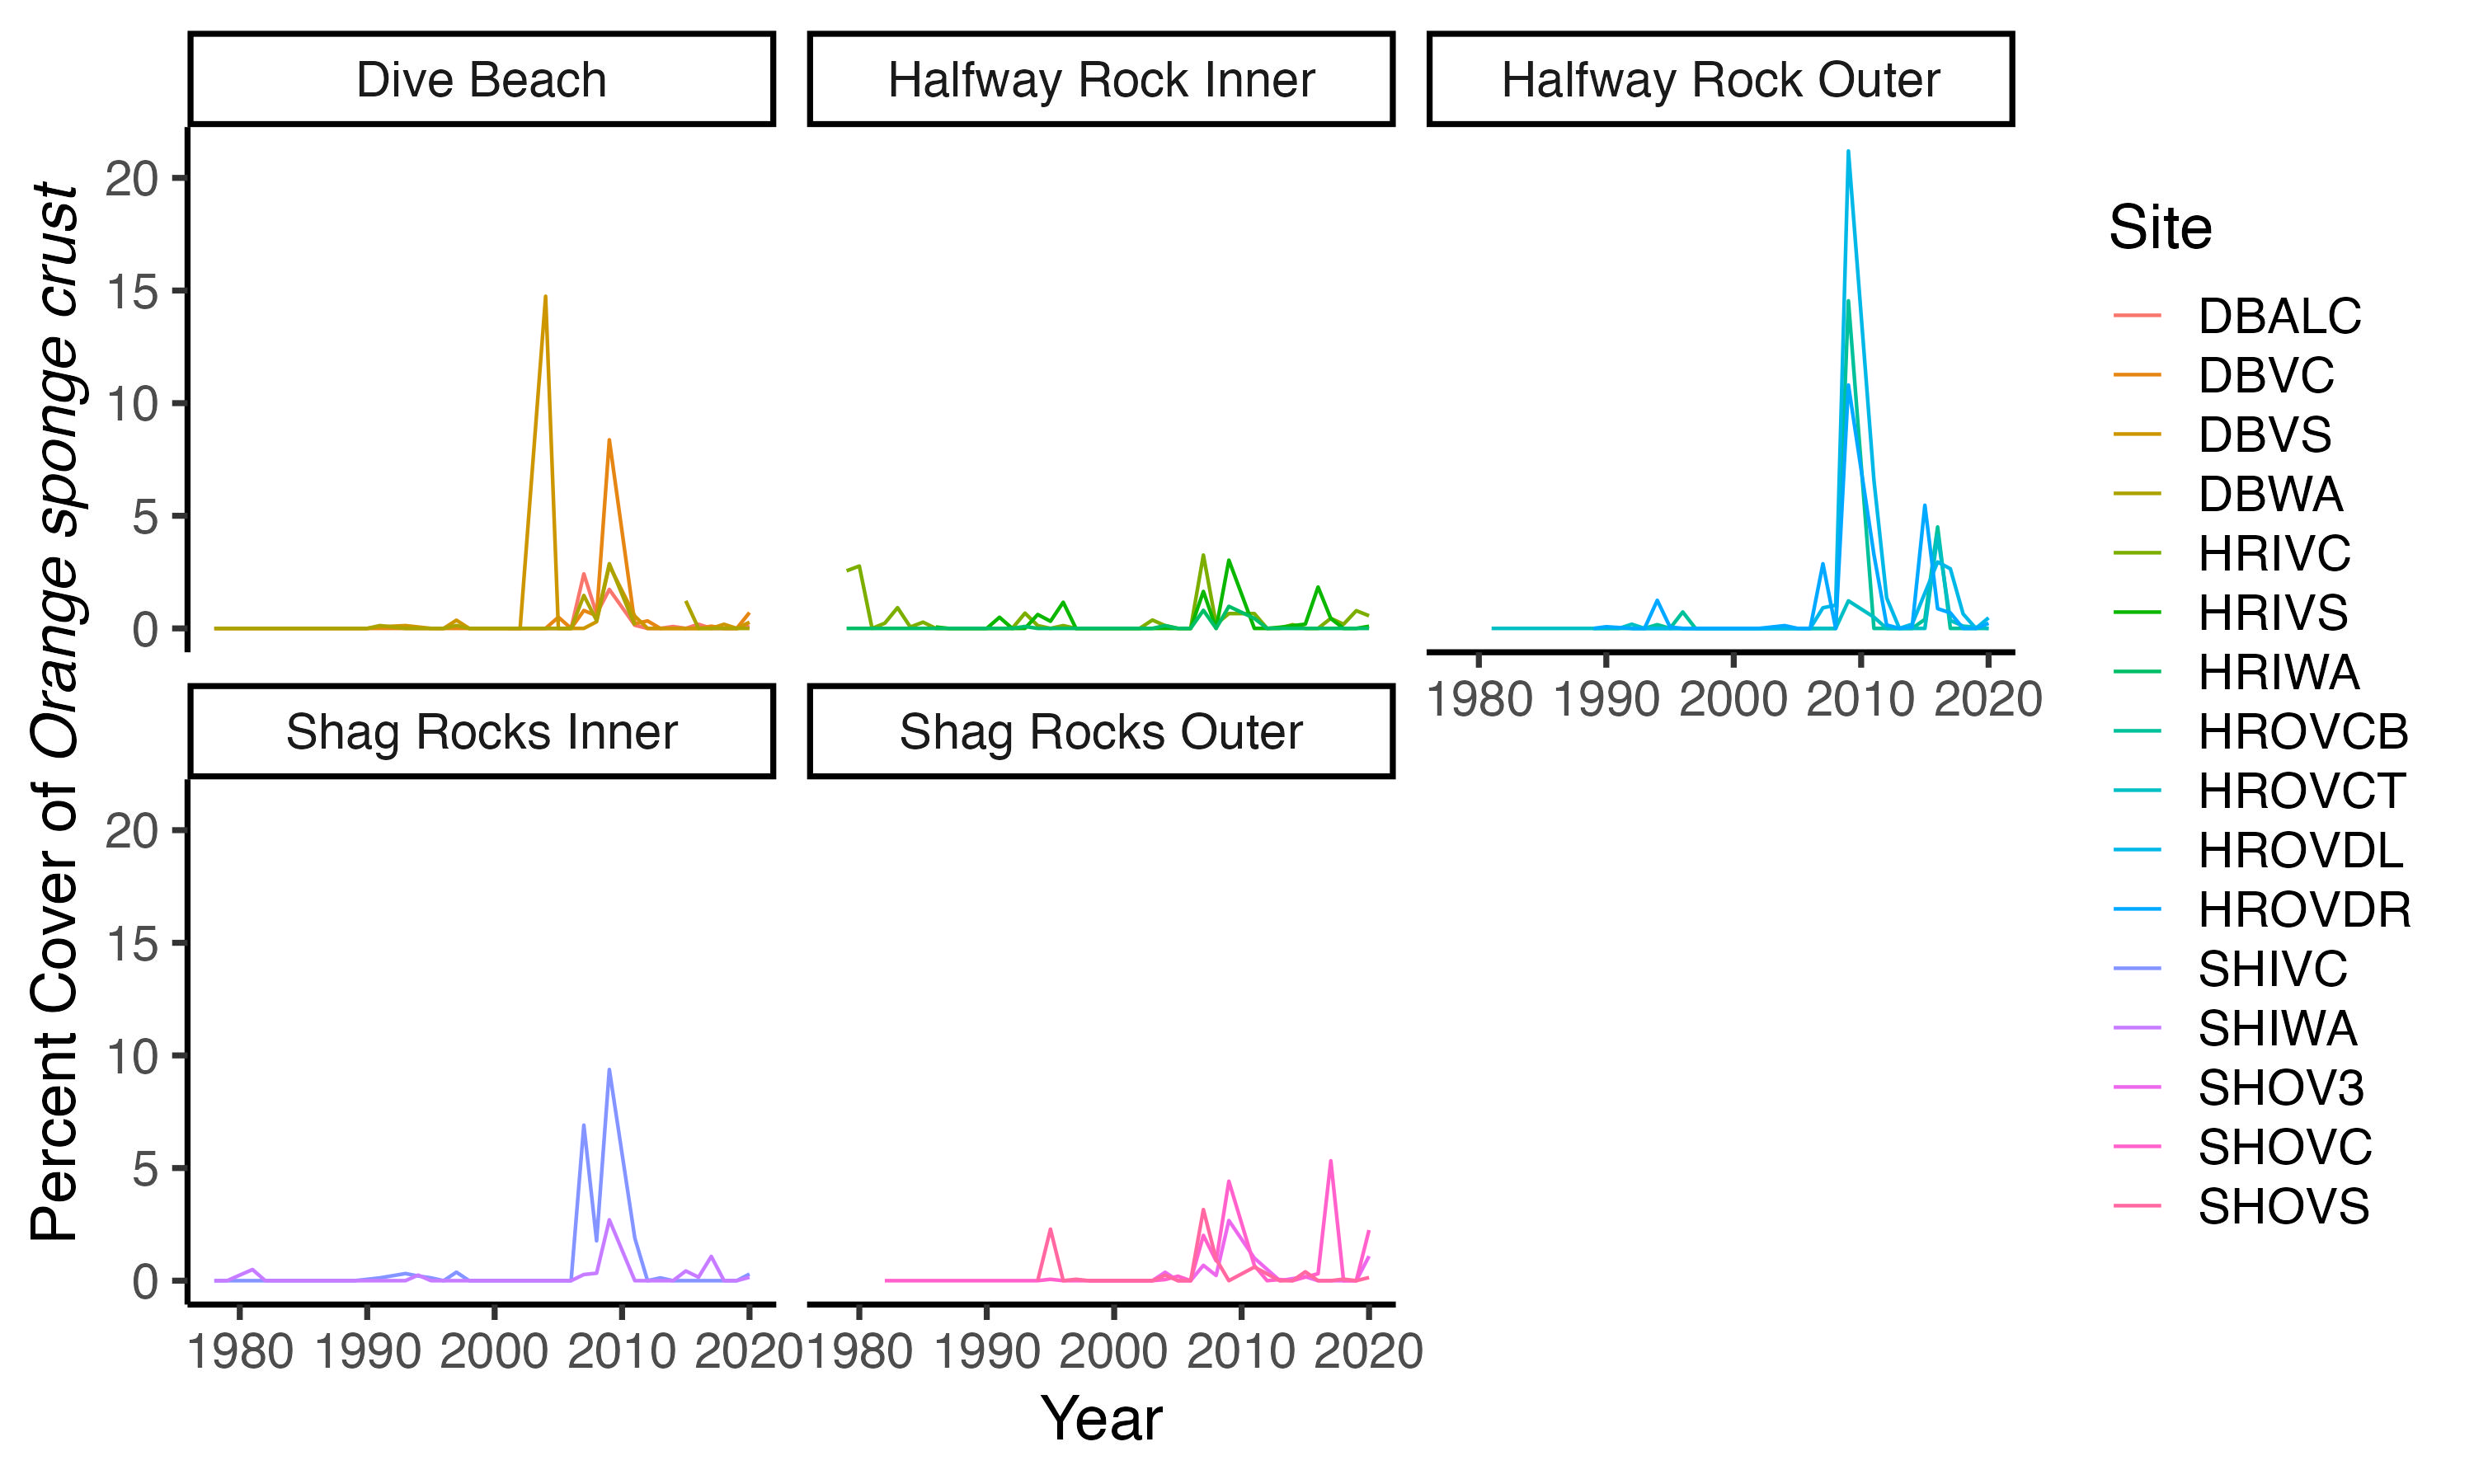 Dive Beach
Halfway Rock Inner
Halfway Rock Outer
20
15
10
5
0
1980 1990 2000 2010 2020
Shag Rocks Inner
Shag Rocks Outer
20
15
10
5
0
1980 1990 2000 2010 2020
1980 1990 2000 2010 2020
Year
Percent Cover of Orange sponge crust
Site
DBALC
DBVC
DBVS
DBWA
HRIVC
HRIVS
HRIWA
HROVCB
HROVCT
HROVDL
HROVDR
SHIVC
SHIWA
SHOV3
SHOVC
SHOVS